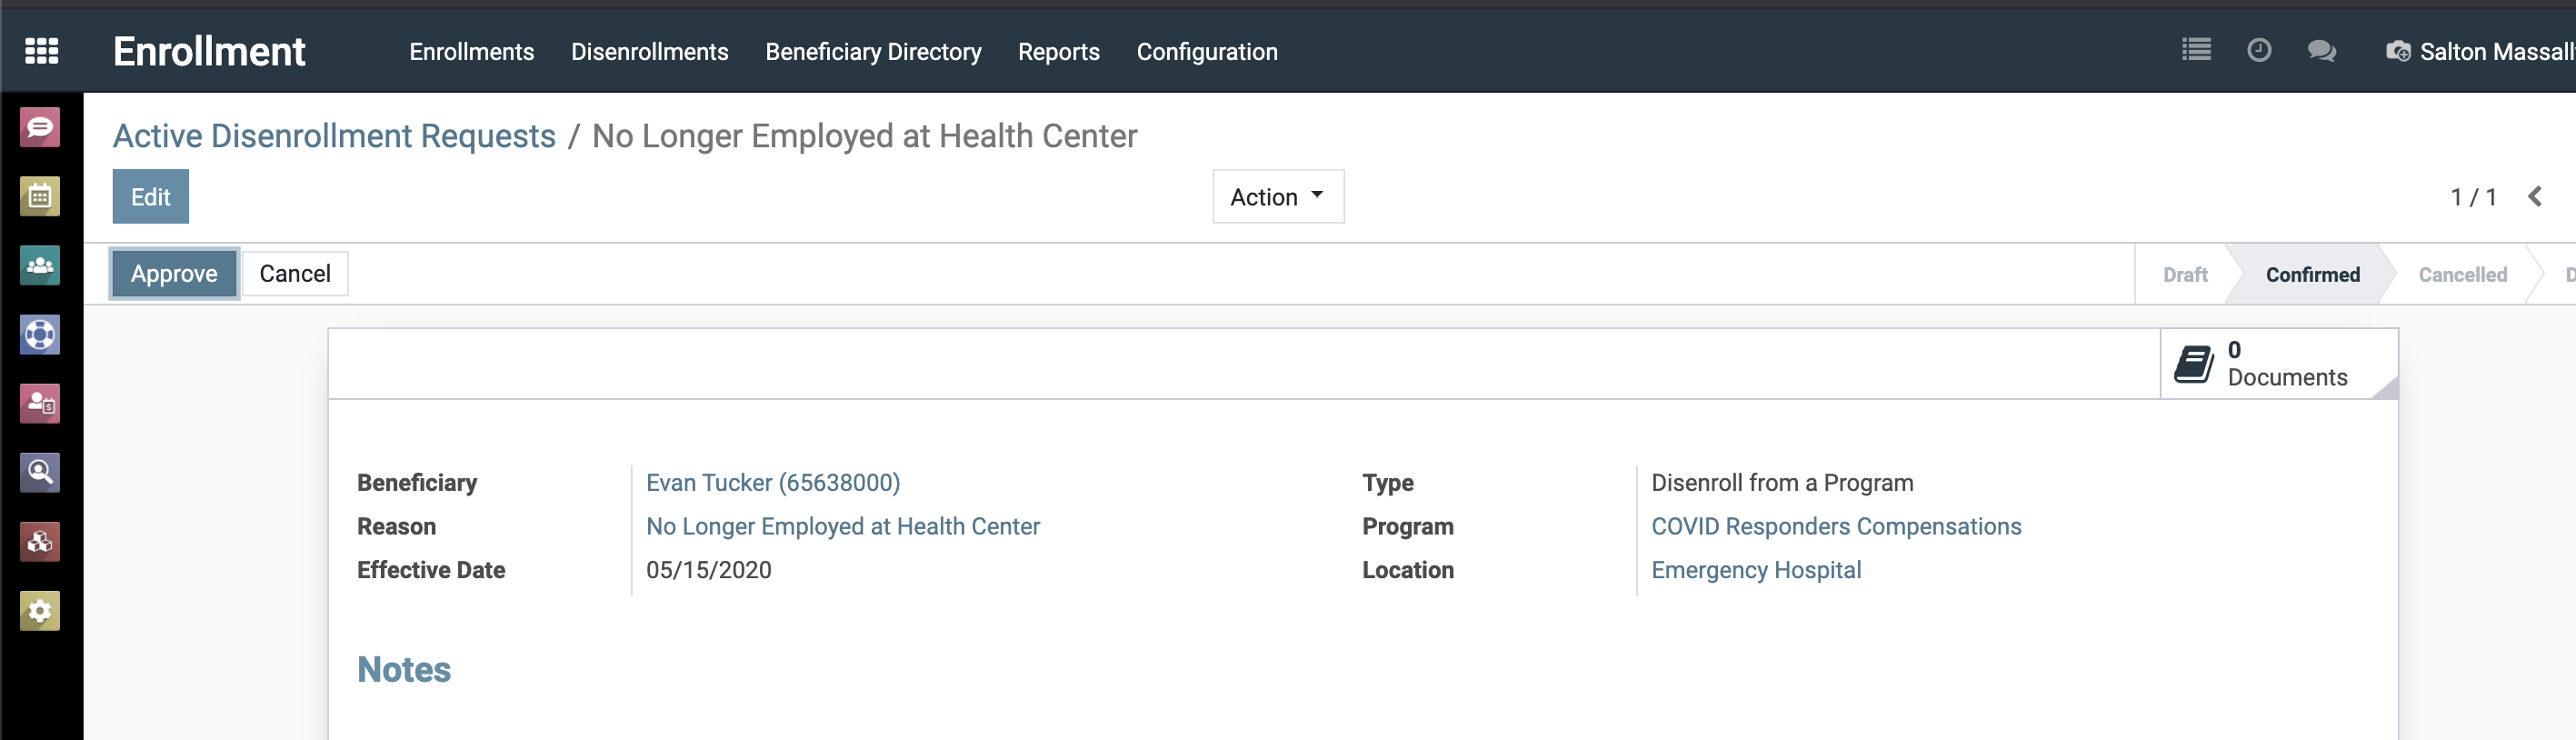 Enrollment Enrollments Disenrollments Beneficiary Directory Reports Configuration Salton Massall
Active Disenrollment Requests / No Longer Employed at Health Center
Edit Action 1 / 1
Approve Cancel Draft Confirmed Cancelled
0
Documents
Beneficiary Evan Tucker (65638000) Type Disenroll from a Program
Reason No Longer Employed at Health Center Program COVID Responders Compensations
Effective Date 05/15/2020 Location Emergency Hospital
Notes